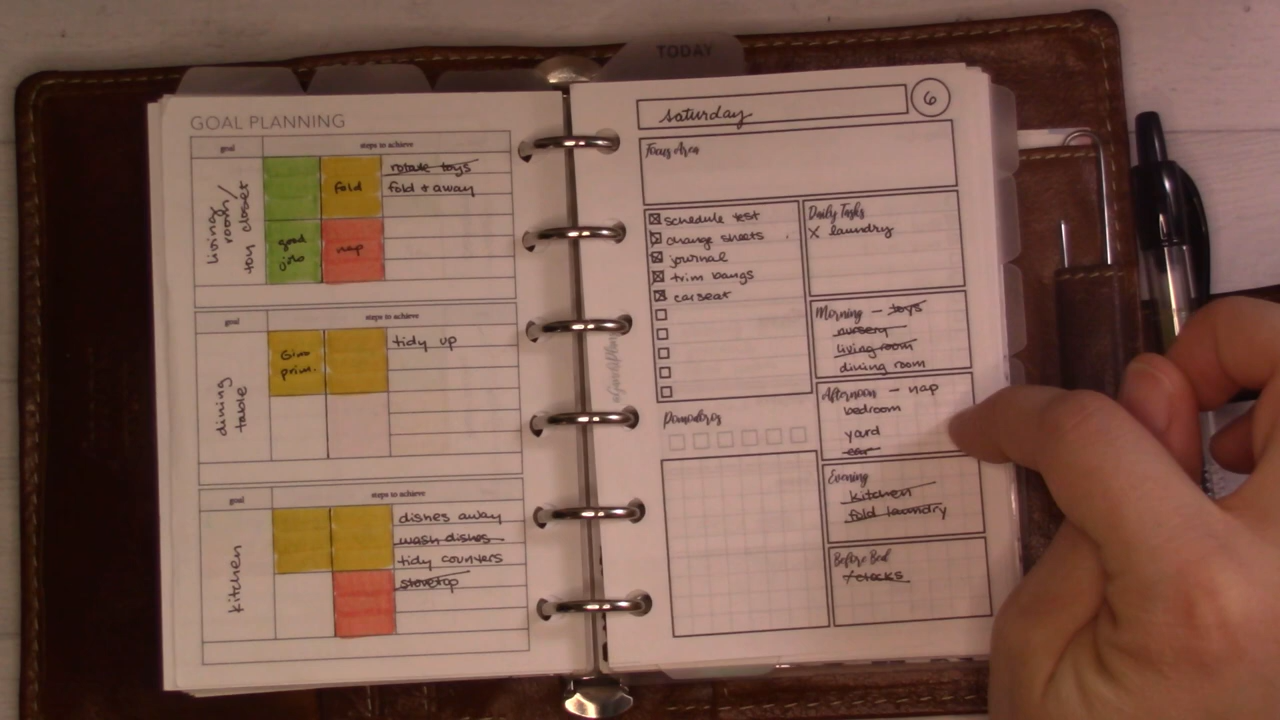 TODAY
GOAL PLANNING
goal
steps to achieve
living
room/
toy closet
fold
good
job
nap
rotate toys
fold + away
goal
steps to achieve
dining
table
prim.
tidy up
goal
steps to achieve
kitchen
dishes away
wash dishes
tidy counters
stovetop
saturday
6
Focus Area
schedule test
change sheets
journal
trim bangs
carseat
Pomodoros
Daily Tasks
X laundry
Morning - toys
nursery
living room
dining room
Afternoon - nap
bedroom
yard
car
Evening
kitchen
fold laundry
Before Bed
clocks